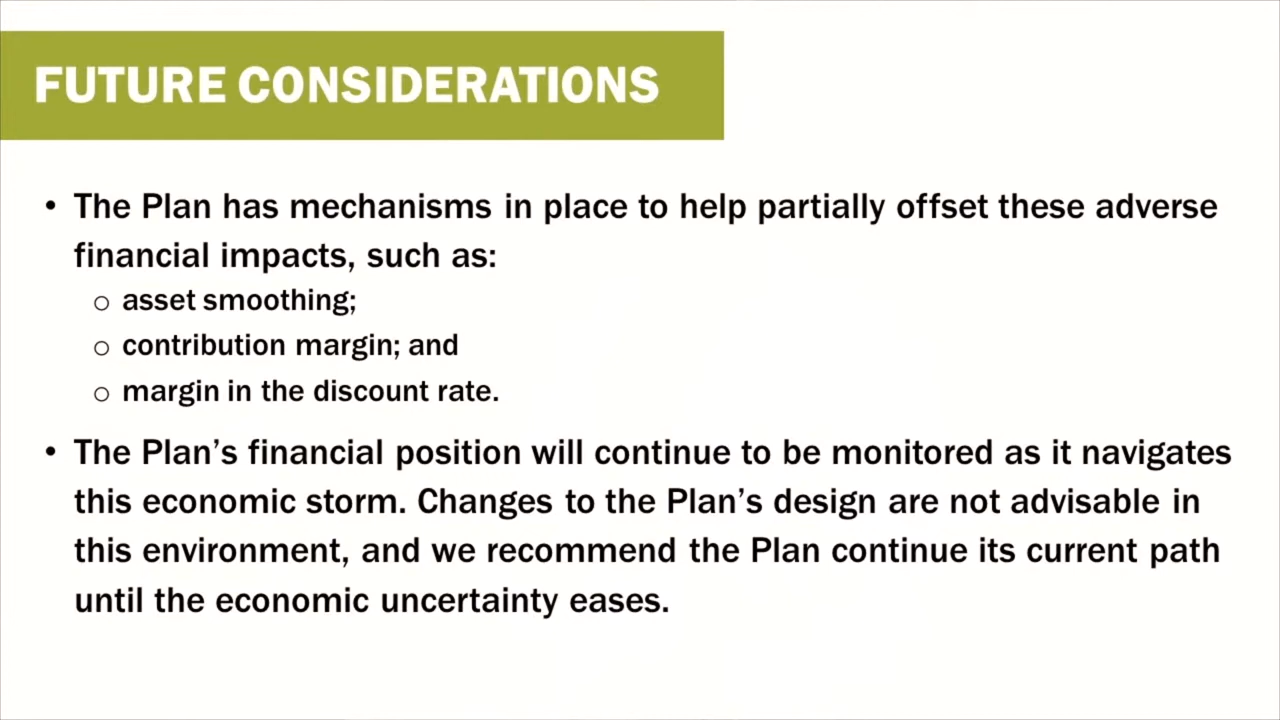 FUTURE CONSIDERATIONS
• The Plan has mechanisms in place to help partially offset these adverse
financial impacts, such as:
o asset smoothing;
o contribution margin; and
o margin in the discount rate.
• The Plan’s financial position will continue to be monitored as it navigates
this economic storm. Changes to the Plan’s design are not advisable in
this environment, and we recommend the Plan continue its current path
until the economic uncertainty eases.